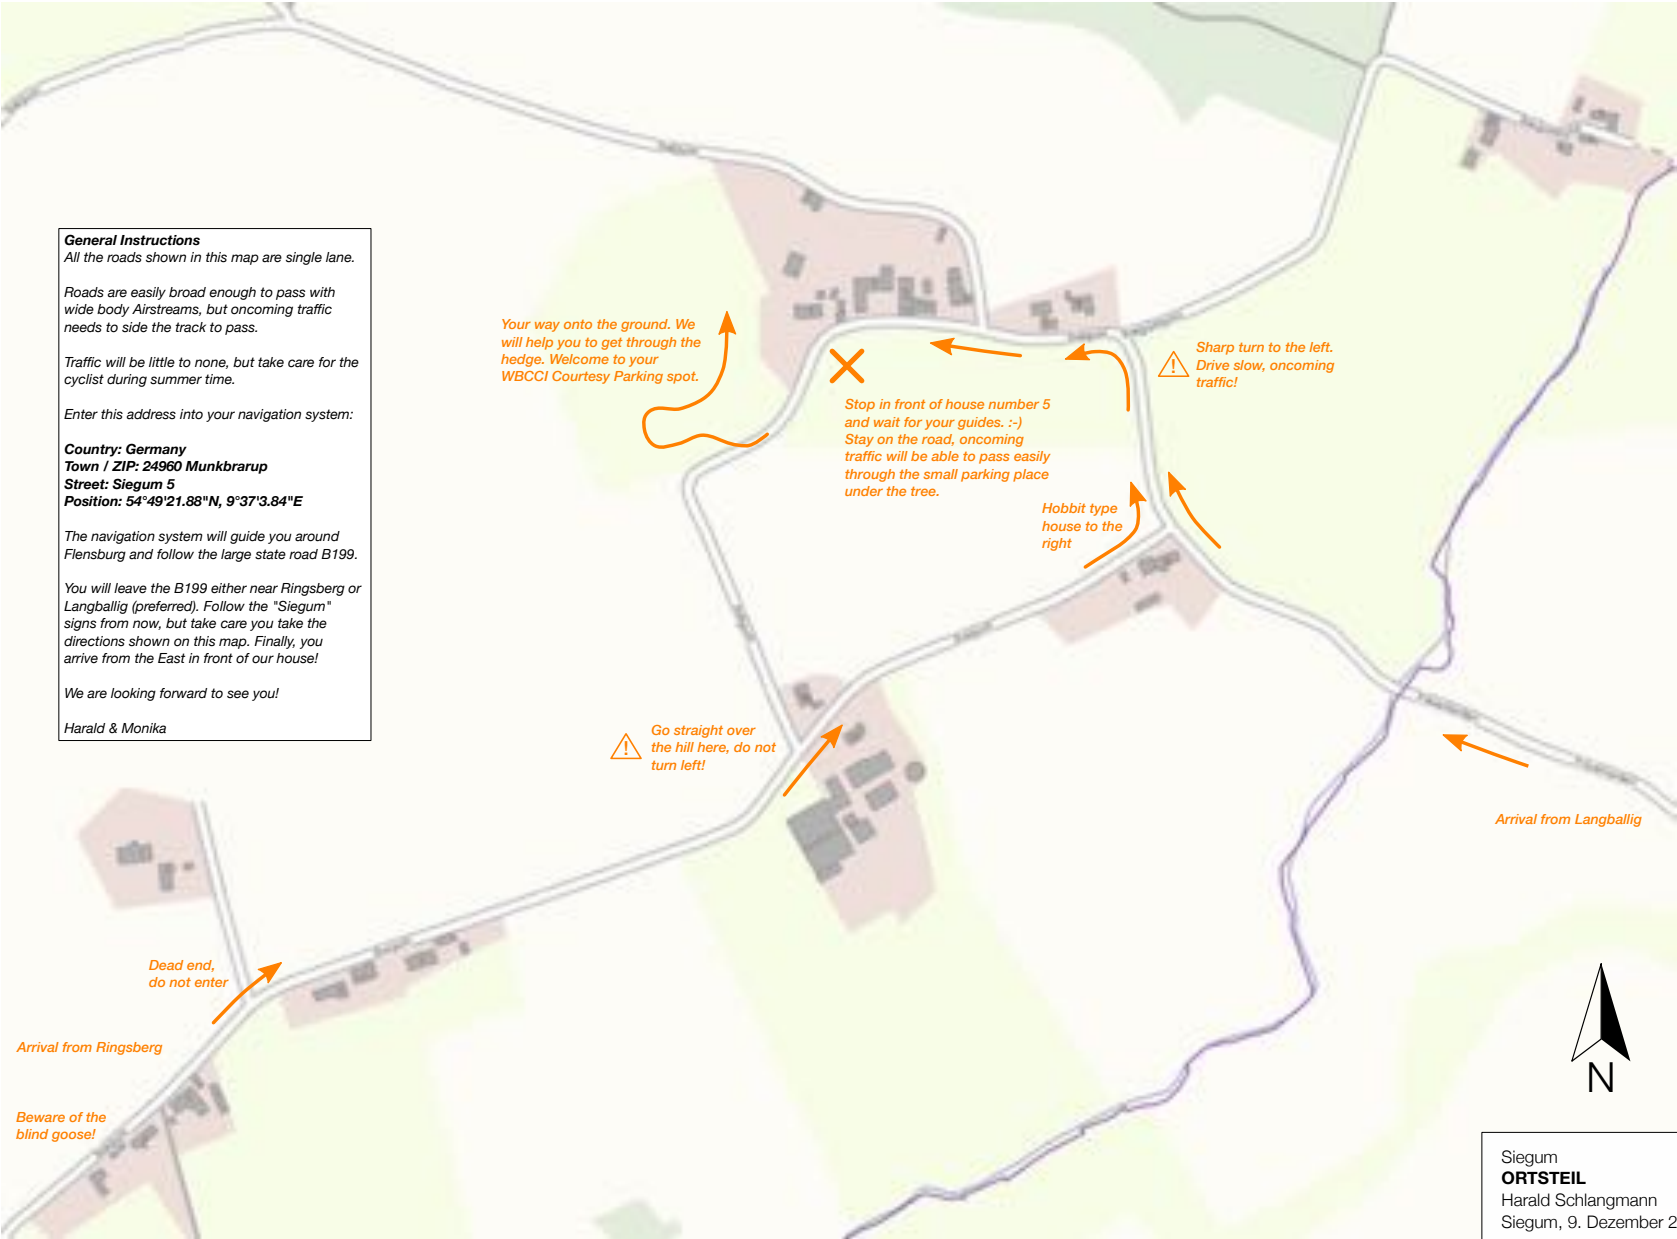 General Instructions
All the roads shown in this map are single lane.
Roads are easily broad enough to pass with
wide body Airstreams, but oncoming traffic
needs to side the track to pass.
Traffic will be little to none, but take care for the
cyclist during summer time.
Enter this address into your navigation system:
Country: Germany
Town / ZIP: 24960 Munkbrarup
Street: Siegum 5
Position: 54°49'21.88"N, 9°37'3.84"E
The navigation system will guide you around
Flensburg and follow the large state road B199.
You will leave the B199 either near Ringsberg or
Langballig (preferred). Follow the "Siegum"
signs from now, but take care you take the
directions shown on this map. Finally, you
arrive from the East in front of our house!
We are looking forward to see you!
Harald & Monika
Your way onto the ground. We
will help you to get through the
hedge. Welcome to your
WBCCI Courtesy Parking spot.
Sharp turn to the left.
Drive slow, oncoming
traffic!
Stop in front of house number 5
and wait for your guides. :-)
Stay on the road, oncoming
traffic will be able to pass easily
through the small parking place
under the tree.
Hobbit type
house to the
right
Go straight over
the hill here, do not
turn left!
Arrival from Langballig
Dead end,
do not enter
Arrival from Ringsberg
Beware of the
blind goose!
N
Siegum
ORTSTEIL
Harald Schlangmann
Siegum, 9. Dezember 2